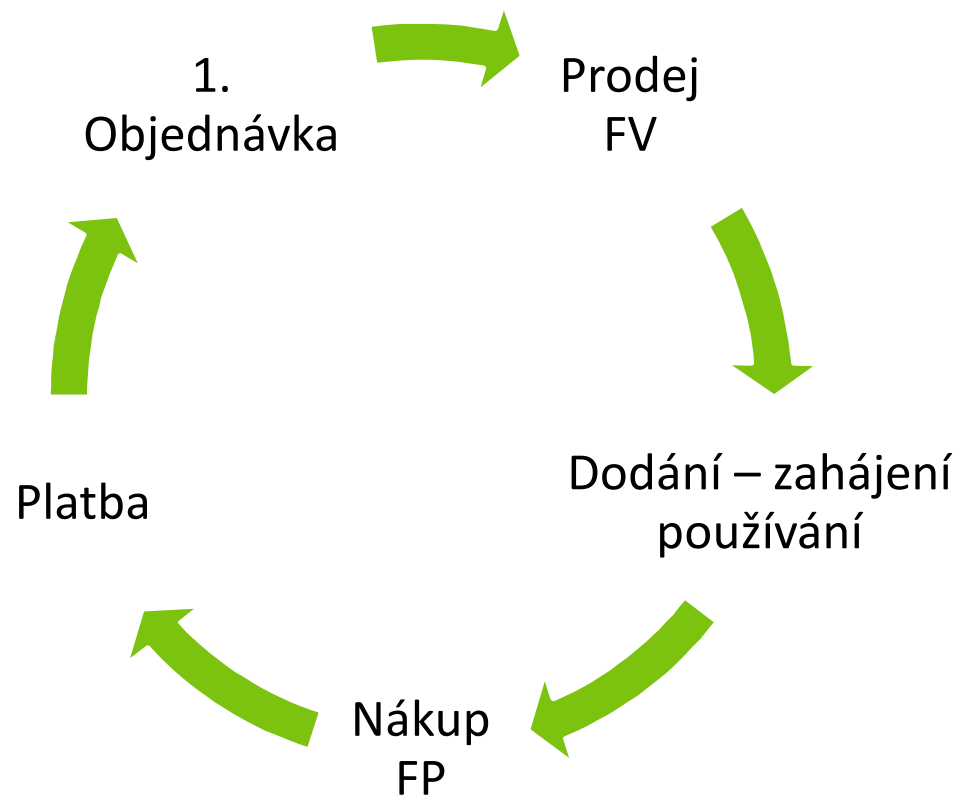 1.
Objednávka
Prodej
FV
Dodání – zahájení
používání
Nákup
FP
Platba